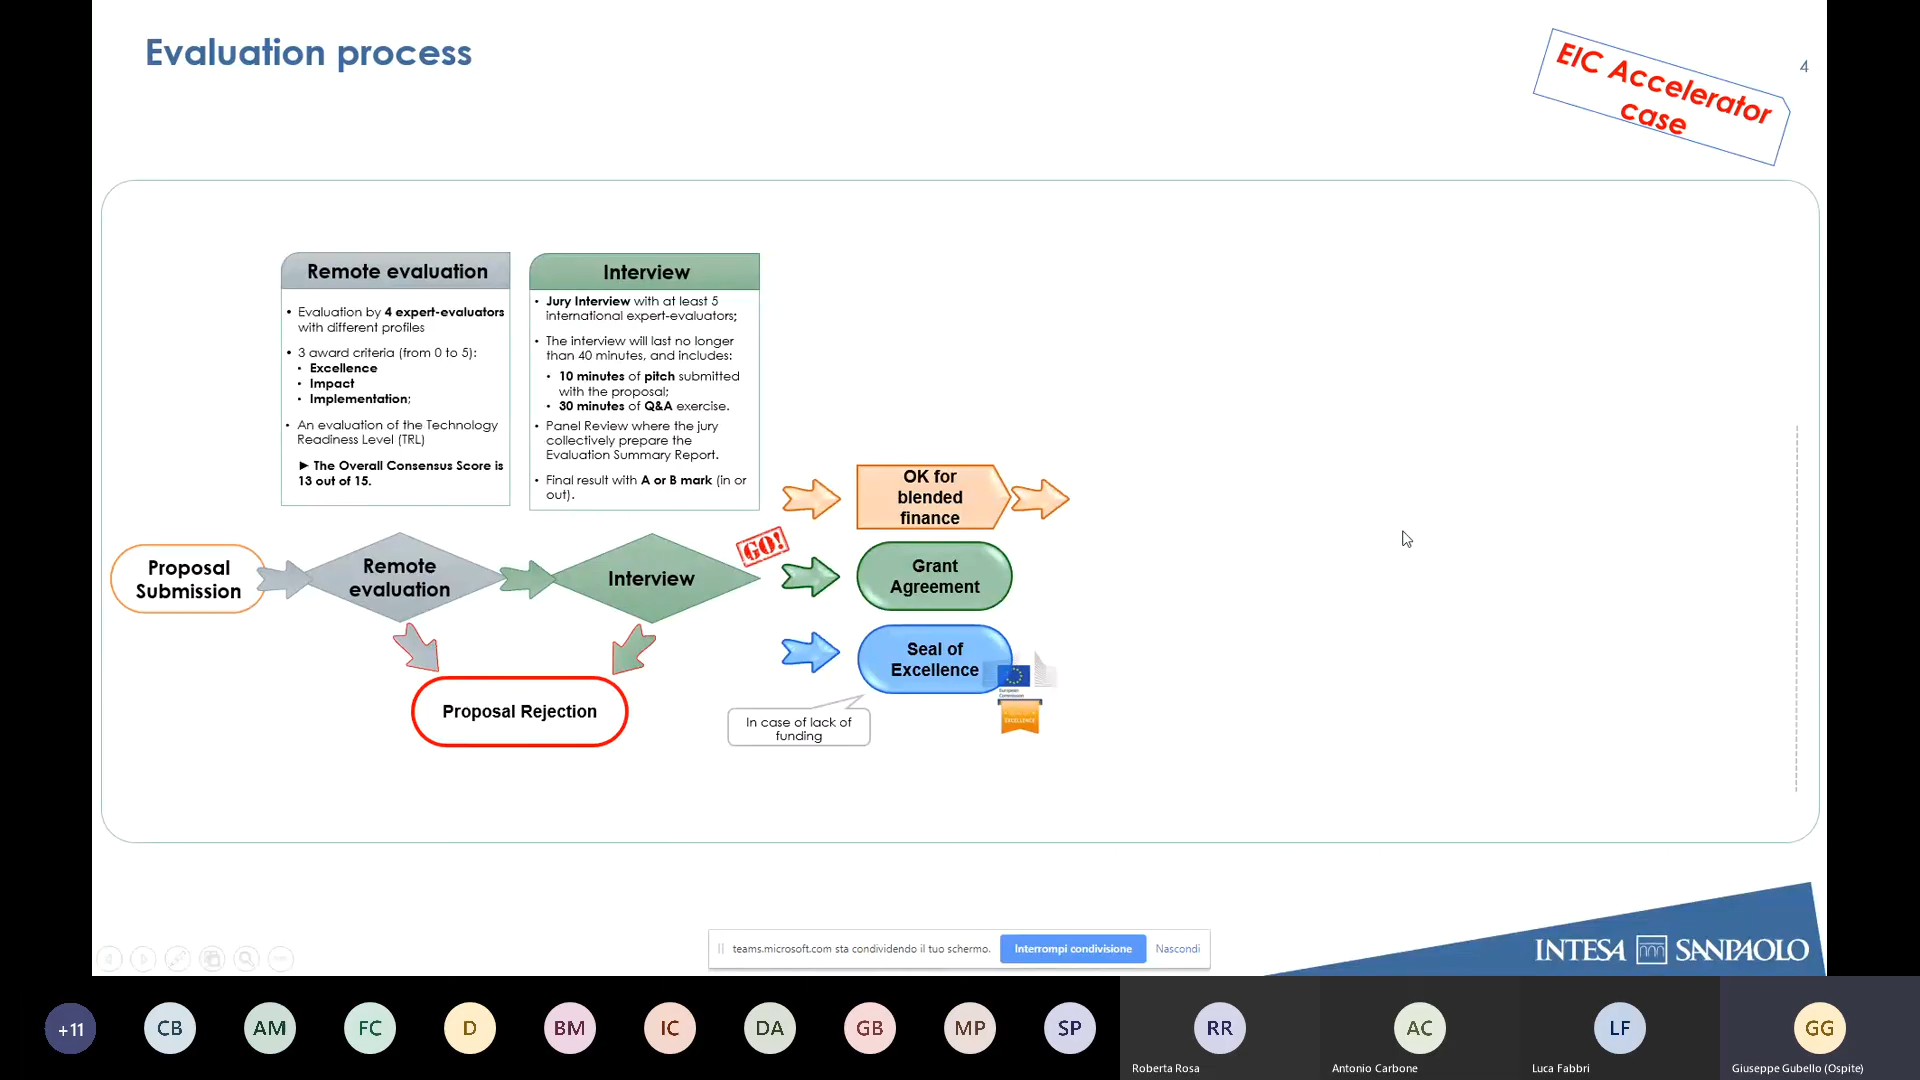 Evaluation process
EIC Accelerator
case
4
Remote evaluation
• Evaluation by 4 expert-evaluators
with different profiles
• 3 award criteria (from 0 to 5):
• Excellence
• Impact
• Implementation;
• An evaluation of the Technology
Readiness Level (TRL)
► The Overall Consensus Score is
13 out of 15.
Interview
• Jury Interview with at least 5
international expert-evaluators;
• The interview will last no longer
than 40 minutes, and includes:
• 10 minutes of pitch submitted
with the proposal;
• 30 minutes of Q&A exercise.
• Panel Review where the jury
collectively prepare the
Evaluation Summary Report.
• Final result with A or B mark (in or
out).
Proposal
Submission
Remote
evaluation
Interview
GO!
OK for
blended
finance
Grant
Agreement
Seal of
Excellence
European
Commission
EXCELLENCE
Proposal Rejection
In case of lack of
funding
teams.microsoft.com sta condividendo il tuo schermo.
Interrompi condivisione
Nascondi
INTESA SANPAOLO
+11
CB
AM
FC
D
BM
IC
DA
GB
MP
SP
RR
Roberta Rosa
AC
Antonio Carbone
LF
Luca Fabbri
GG
Giuseppe Gubello (Ospite)